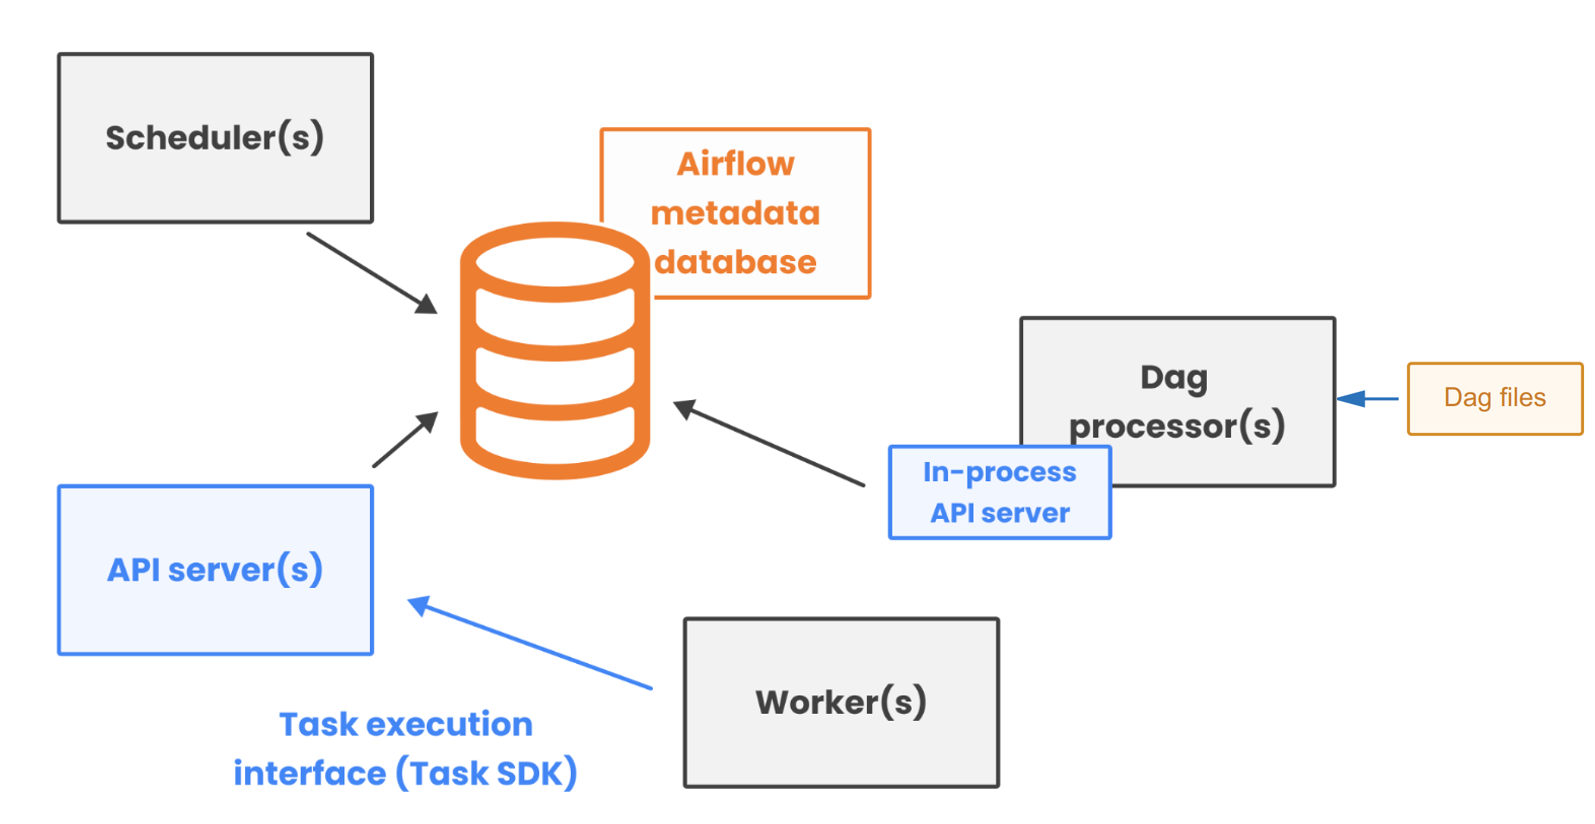 Scheduler(s)
Airflow
metadata
database
Dag
processor(s)
Dag files
In-process
API server
API server(s)
Worker(s)
Task execution
interface (Task SDK)